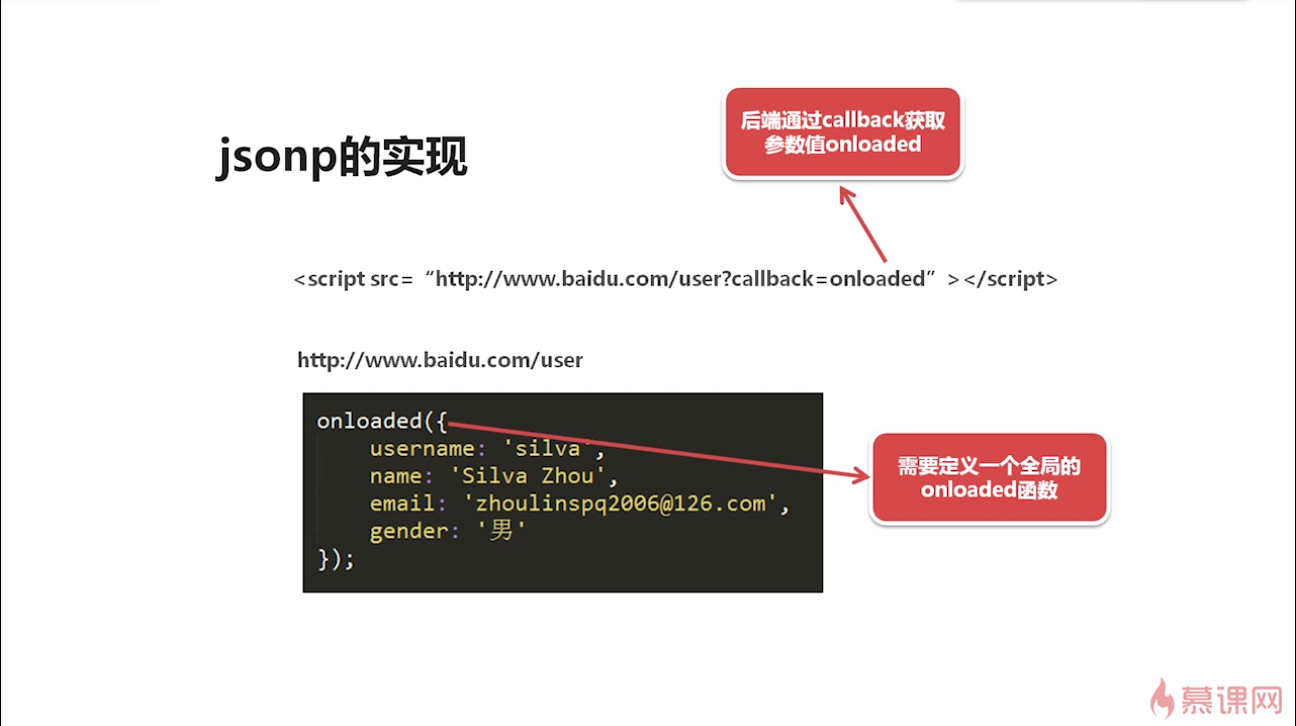 后端通过callback获取
参数值onloaded
jsonp的实现
<script src=“http://www.baidu.com/user?callback=onloaded”></script>
http://www.baidu.com/user
onloaded({
username: 'silva',
name: 'Silva Zhou',
email: 'zhoulinspq2006@126.com',
gender: '男'
});
需要定义一个全局的
onloaded函数
慕课网